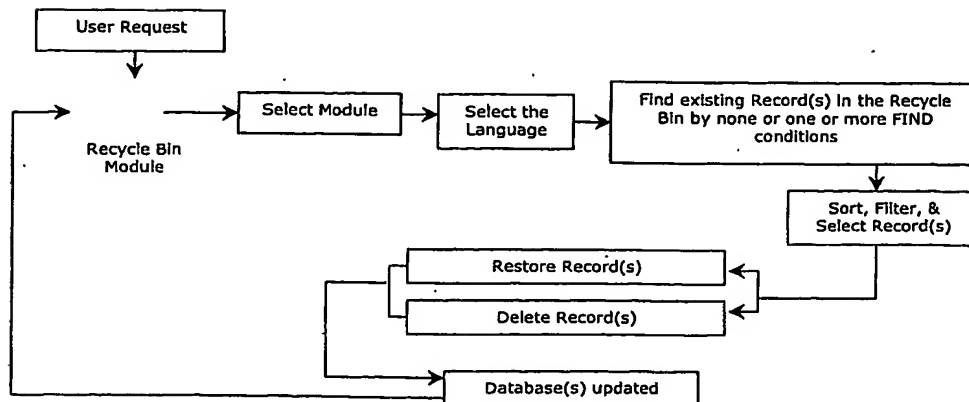 User Request
Select Module
Select the
Language
Find existing Record(s) in the Recycle
Bin by none or one or more FIND
conditions
Recycle Bin
Module
Sort, Filter, &
Select Record(s)
Restore Record(s)
Delete Record(s)
Database(s) updated